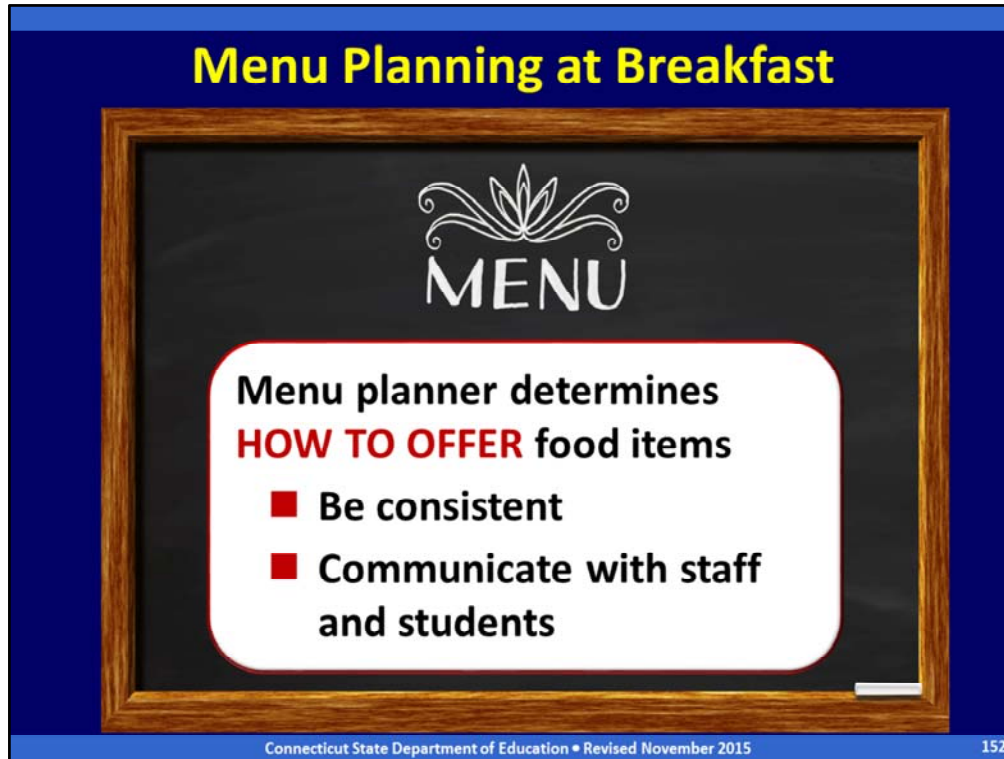 Menu Planning at Breakfast
MENU
Menu planner determines
HOW TO OFFER food items
■ Be consistent
■ Communicate with staff
and students
Connecticut State Department of Education • Revised November 2015
152